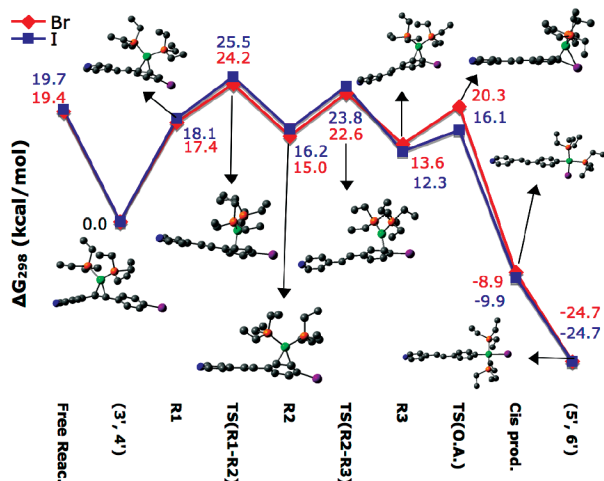 Br
I
ΔG298 (kcal/mol)
19.7
19.4
0.0
18.1
17.4
25.5
24.2
16.2
15.0
23.8
22.6
13.6
12.3
20.3
16.1
-8.9
-9.9
-24.7
-24.7
Free Reac.
(3', 4')
R1
TS(R1-R2)
R2
TS(R2-R3)
R3
TS(O.A.)
Cis prod.
(5', 6')